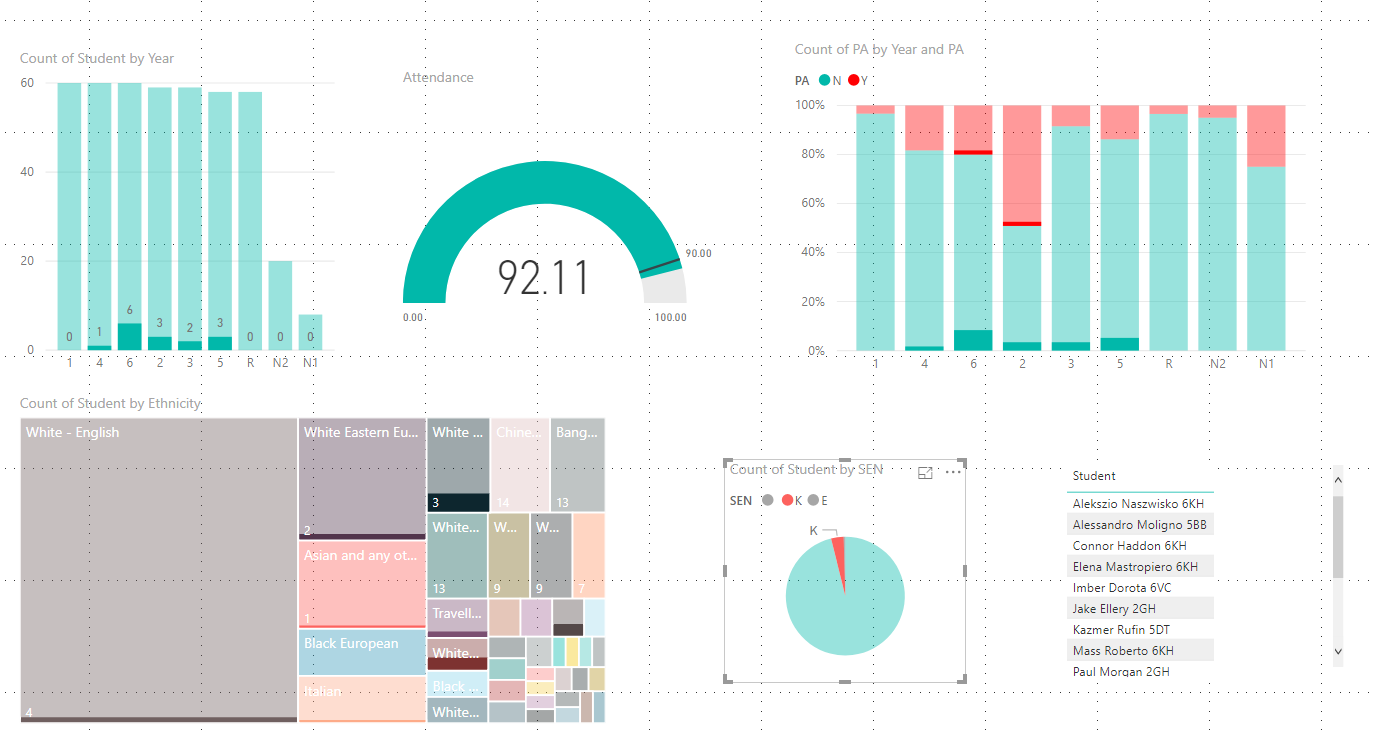 Count of Student by Year
60
40
20
0
0 1 6 3 2 3 0 0 0
1 4 6 2 3 5 R N2 N1
Attendance
92.11
90.00
0.00
100.00
Count of PA by Year and PA
PA N Y
100%
80%
60%
40%
20%
0%
1 4 6 2 3 5 R N2 N1
Count of Student by Ethnicity
White - English
4
White Eastern Eu...
2
Asian and any ot...
1
Black European
Italian
White ...
3
Chine...
14
Bang...
13
White...
13
W...
9
W...
9
7
Travell...
White...
Black ...
White...
Count of Student by SEN
SEN K E
K
Student
Alekszio Naszwisko 6KH
Alessandro Moligno 5BB
Connor Haddon 6KH
Elena Mastropiero 6KH
Imber Dorota 6VC
Jake Ellery 2GH
Kazmer Rufin 5DT
Mass Roberto 6KH
Paul Morgan 2GH